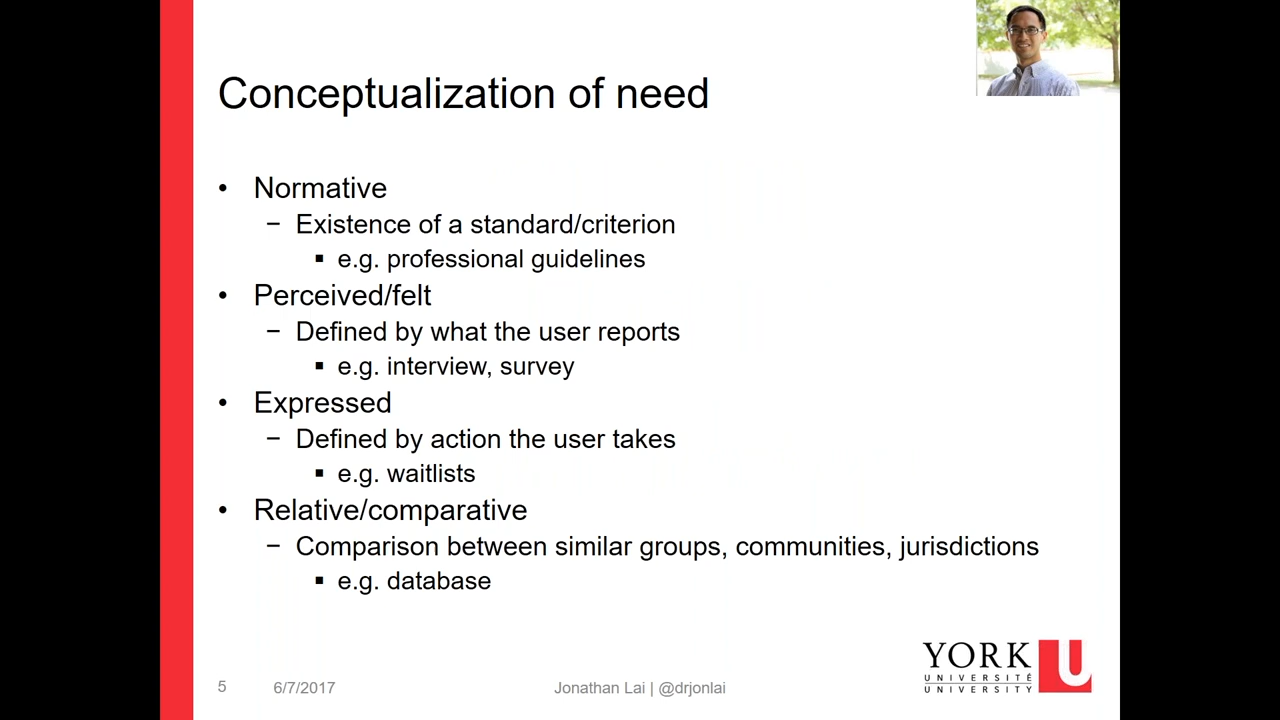 Conceptualization of need
• Normative
− Existence of a standard/criterion
▪ e.g. professional guidelines
• Perceived/felt
− Defined by what the user reports
▪ e.g. interview, survey
• Expressed
− Defined by action the user takes
▪ e.g. waitlists
• Relative/comparative
− Comparison between similar groups, communities, jurisdictions
▪ e.g. database
5 6/7/2017 Jonathan Lai | @drjonlai
YORK U
UNIVERSITÉ
UNIVERSITY